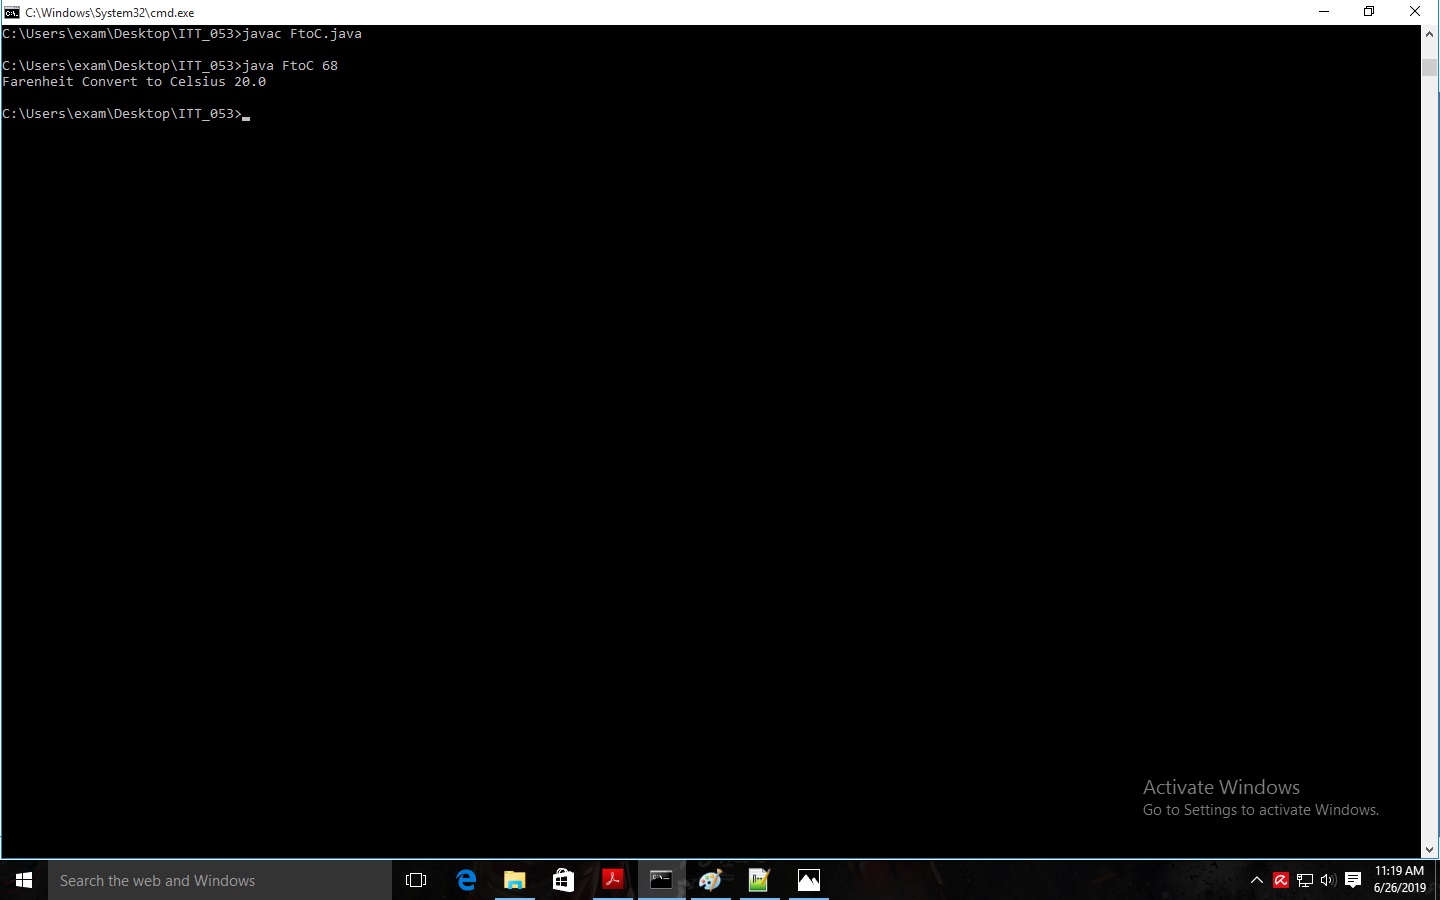 C:\Windows\System32\cmd.exe
C:\Users\exam\Desktop\ITT_053>javac FtoC.java
C:\Users\exam\Desktop\ITT_053>java FtoC 68
Farenheit Convert to Celsius 20.0
C:\Users\exam\Desktop\ITT_053>
Activate Windows
Go to Settings to activate Windows.
Search the web and Windows
11:19 AM
6/26/2019